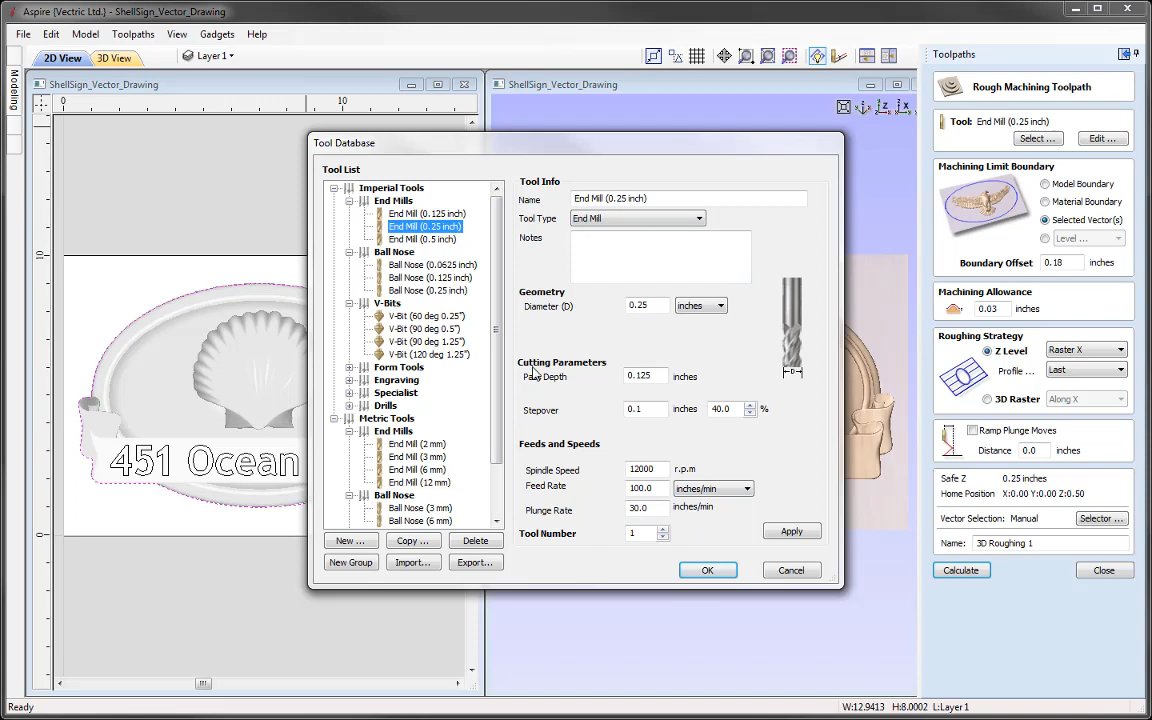 Aspire {Vectric Ltd.} - ShellSign_Vector_Drawing
File Edit Model Toolpaths View Gadgets Help
2D View 3D View Layer 1
Modeling
ShellSign_Vector_Drawing
0 10
10
0
451 Ocean
ShellSign_Vector_Drawing
Tool Database
Tool List
Imperial Tools
End Mills
End Mill (0.125 inch)
End Mill (0.25 inch)
End Mill (0.5 inch)
Ball Nose
Ball Nose (0.0625 inch)
Ball Nose (0.125 inch)
Ball Nose (0.25 inch)
V-Bits
V-Bit (60 deg 0.25")
V-Bit (90 deg 0.5")
V-Bit (90 deg 1.25")
V-Bit (120 deg 1.25")
Form Tools
Engraving
Specialist
Drills
Metric Tools
End Mills
End Mill (2 mm)
End Mill (3 mm)
End Mill (6 mm)
End Mill (12 mm)
Ball Nose
Ball Nose (3 mm)
Ball Nose (6 mm)
New ... Copy ... Delete
New Group Import... Export...
Tool Info
Name End Mill (0.25 inch)
Tool Type End Mill
Notes
Geometry
Diameter (D) 0.25 inches
D
Cutting Parameters
Pass Depth 0.125 inches
Stepover 0.1 inches 40.0 %
Feeds and Speeds
Spindle Speed 12000 r.p.m
Feed Rate 100.0 inches/min
Plunge Rate 30.0 inches/min
Tool Number 1
Apply
OK Cancel
Toolpaths
Rough Machining Toolpath
Tool: End Mill (0.25 inch)
Select ... Edit ...
Machining Limit Boundary
Model Boundary
Material Boundary
Selected Vector(s)
Level ...
Boundary Offset 0.18 inches
Machining Allowance
0.03 inches
Roughing Strategy
Z Level Raster X
Profile ... Last
3D Raster Along X
Ramp Plunge Moves
Distance 0.0 inches
Safe Z 0.25 inches
Home Position X:0.00 Y:0.00 Z:0.50
Vector Selection: Manual Selector ...
Name: 3D Roughing 1
Calculate Close
Ready W:12.9413 H:8.0002 L:Layer 1